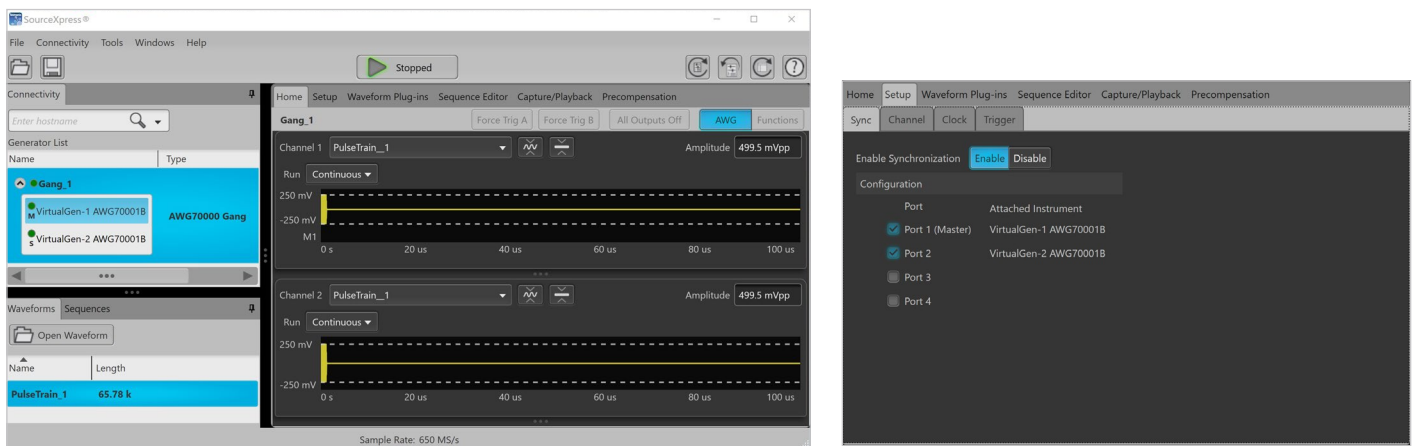 SourceXpress®
File Connectivity Tools Windows Help
Stopped
Connectivity
Enter hostname
Generator List
Name Type
Gang_1
M VirtualGen-1 AWG70001B
AWG70000 Gang
S VirtualGen-2 AWG70001B
Waveforms Sequences
Open Waveform
Name Length
PulseTrain_1 65.78 k
Home Setup Waveform Plug-ins Sequence Editor Capture/Playback Precompensation
Gang_1 Force Trig A Force Trig B All Outputs Off AWG Functions
Channel 1 PulseTrain__1 Amplitude 499.5 mVpp
Run Continuous
250 mV
-250 mV
M1
0 s 20 us 40 us 60 us 80 us 100 us
Channel 2 PulseTrain__1 Amplitude 499.5 mVpp
Run Continuous
250 mV
-250 mV
0 s 20 us 40 us 60 us 80 us 100 us
Sample Rate: 650 MS/s
Home Setup Waveform Plug-ins Sequence Editor Capture/Playback Precompensation
Sync Channel Clock Trigger
Enable Synchronization Enable Disable
Configuration
Port Attached Instrument
Port 1 (Master) VirtualGen-1 AWG70001B
Port 2 VirtualGen-2 AWG70001B
Port 3
Port 4